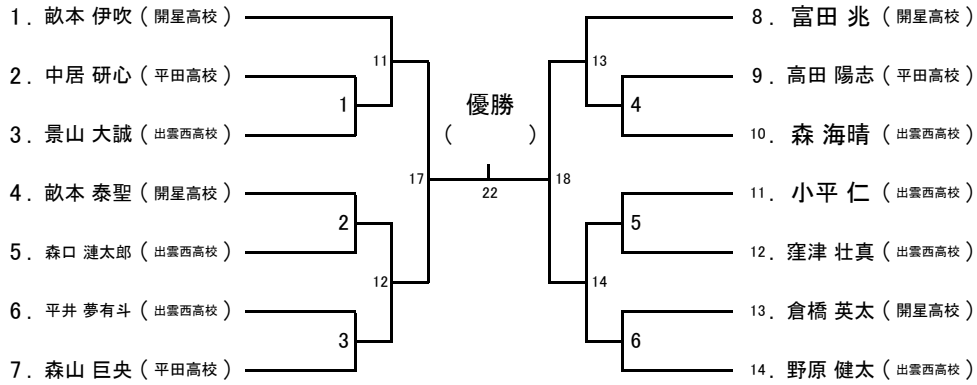 1. 畝本 伊吹 ( 開星高校 )
2. 中居 研心 ( 平田高校 )
3. 景山 大誠 ( 出雲西高校 )
4. 畝本 泰聖 ( 開星高校 )
5. 森口 漣太郎 ( 出雲西高校 )
6. 平井 夢有斗 ( 出雲西高校 )
7. 森山 巨央 ( 平田高校 )
11
1
17
2
12
3
優勝
( )
22
13
4
18
5
14
6
8. 富田 兆 ( 開星高校 )
9. 高田 陽志 ( 平田高校 )
10. 森 海晴 ( 出雲西高校 )
11. 小平 仁 ( 出雲西高校 )
12. 窪津 壮真 ( 出雲西高校 )
13. 倉橋 英太 ( 開星高校 )
14. 野原 健太 ( 出雲西高校 )